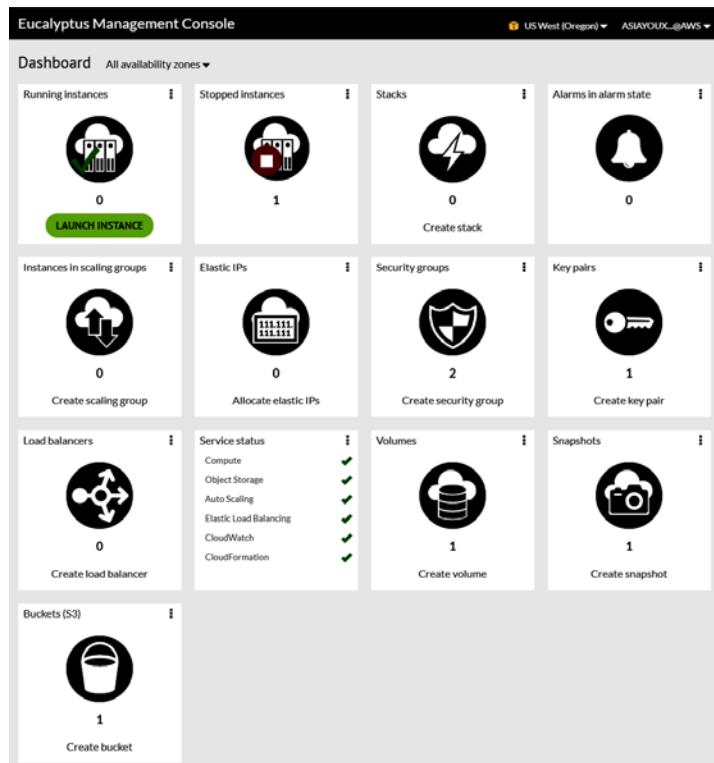 Eucalyptus Management Console
US West (Oregon)
ASIAYOUX...@AWS
Dashboard
All availability zones
Running instances
0
LAUNCH INSTANCE
Stopped instances
1
Stacks
0
Create stack
Alarms in alarm state
0
Instances in scaling groups
0
Create scaling group
Elastic IPs
111.111.
111.111
0
Allocate elastic IPs
Security groups
2
Create security group
Key pairs
1
Create key pair
Load balancers
0
Create load balancer
Service status
Compute
Object Storage
Auto Scaling
Elastic Load Balancing
CloudWatch
CloudFormation
Volumes
1
Create volume
Snapshots
1
Create snapshot
Buckets (S3)
1
Create bucket